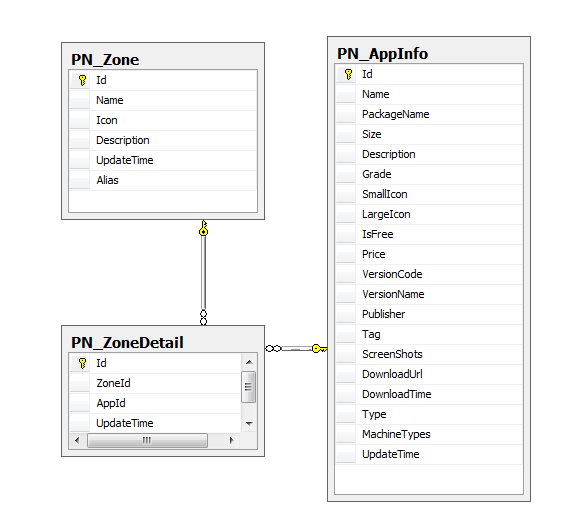 PN_Zone
Id
Name
Icon
Description
UpdateTime
Alias
PN_AppInfo
Id
Name
PackageName
Size
Description
Grade
SmallIcon
LargeIcon
IsFree
Price
VersionCode
VersionName
Publisher
Tag
ScreenShots
DownloadUrl
DownloadTime
Type
MachineTypes
UpdateTime
PN_ZoneDetail
Id
ZoneId
AppId
UpdateTime